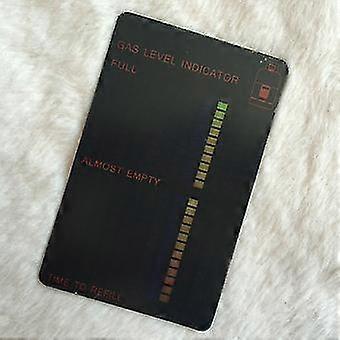 GAS LEVEL INDICATOR
FULL
ALMOST EMPTY
TIME TO REFILL